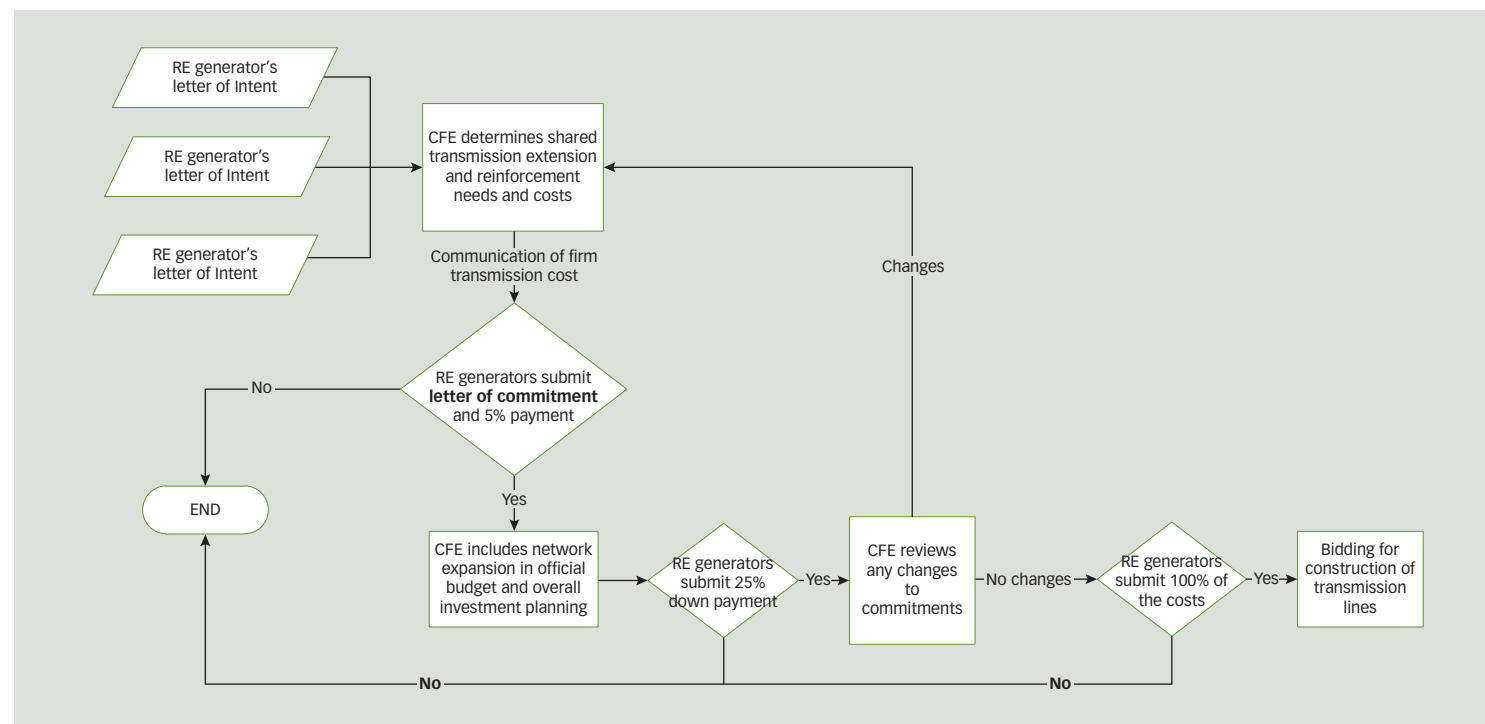 RE generator's
letter of Intent
RE generator's
letter of Intent
RE generator's
letter of Intent
CFE determines shared
transmission extension
and reinforcement
needs and costs
Communication of firm
transmission cost
Changes
RE generators submit
letter of commitment
and 5% payment
No
END
Yes
CFE includes network
expansion in official
budget and overall
investment planning
RE generators
submit 25%
down payment
Yes
CFE reviews
any changes
to
commitments
No changes
RE generators
submit 100% of
the costs
Yes
Bidding for
construction of
transmission
lines
No
No